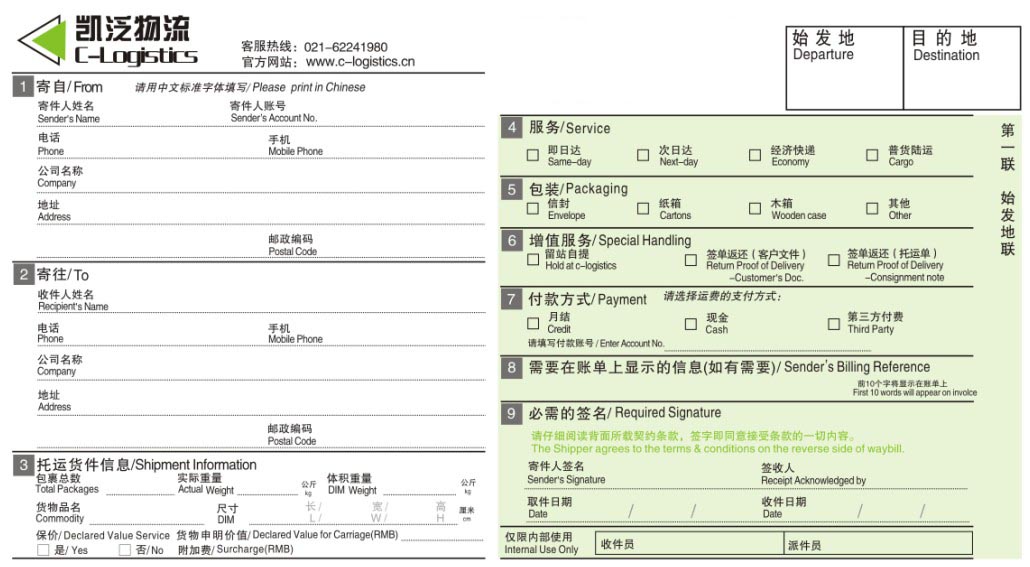 凯泛物流
C-Logistics
客服热线：021-62241980
官方网站：www.c-logistics.cn
始发地
Departure
目的地
Destination
1 寄自/From 请用中文标准字体填写/Please print in Chinese
寄件人姓名 寄件人账号
Sender's Name Sender's Account No.
电话 手机
Phone Mobile Phone
公司名称
Company
地址
Address
邮政编码
Postal Code
2 寄往/To
收件人姓名
Recipient's Name
电话 手机
Phone Mobile Phone
公司名称
Company
地址
Address
邮政编码
Postal Code
3 托运货件信息/Shipment Information
包裹总数 实际重量 公斤 体积重量 公斤
Total Packages Actual Weight kg DIM Weight kg
货物品名 尺寸 长/ 宽/ 高 厘米
Commodity DIM L/ W/ H cm
保价/Declared Value Service 货物申明价值/Declared Value for Carriage(RMB)
是/Yes 否/No 附加费/Surcharge(RMB)
4 服务/Service
即日达 次日达 经济快递 普货陆运
Same-day Next-day Economy Cargo
5 包装/Packaging
信封 纸箱 木箱 其他
Envelope Cartons Wooden case Other
6 增值服务/Special Handling
留站自提 签单返还（客户文件） 签单返还（托运单）
Hold at c-logistics Return Proof of Delivery Return Proof of Delivery
-Customer's Doc. -Consignment note
7 付款方式/Payment 请选择运费的支付方式：
月结 现金 第三方付费
Credit Cash Third Party
请填写付款账号/Enter Account No.
8 需要在账单上显示的信息(如有需要)/Sender's Billing Reference
前10个字将显示在账单上
First 10 words will appear on invoice
9 必需的签名/Required Signature
请仔细阅读背面所载契约条款，签字即同意接受条款的一切内容。
The Shipper agrees to the terms & conditions on the reverse side of waybill.
寄件人签名 签收人
Sender's Signature Receipt Acknowledged by
取件日期 / / 收件日期 / /
Date Date
仅限内部使用 收件员 派件员
Internal Use Only
第一联 始发地联